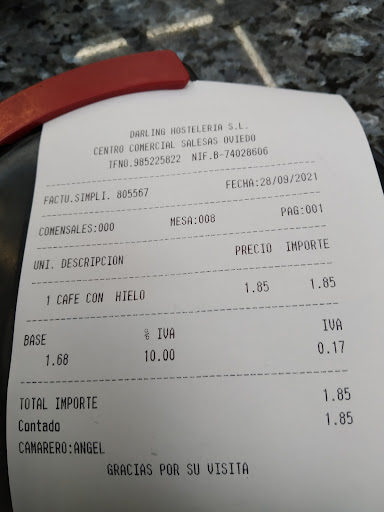 DARLING HOSTELERIA S.L.
CENTRO COMERCIAL SALESAS OVIEDO
TFNO.985225822 NIF.B-74028606
FACTU.SIMPLI. 805567 FECHA:28/09/2021
COMENSALES:000 MESA:008 PAG:001
UNI. DESCRIPCION PRECIO IMPORTE
1 CAFE CON HIELO 1.85 1.85
BASE % IVA IVA
1.68 10.00 0.17
TOTAL IMPORTE 1.85
Contado 1.85
CAMARERO:ANGEL
GRACIAS POR SU VISITA